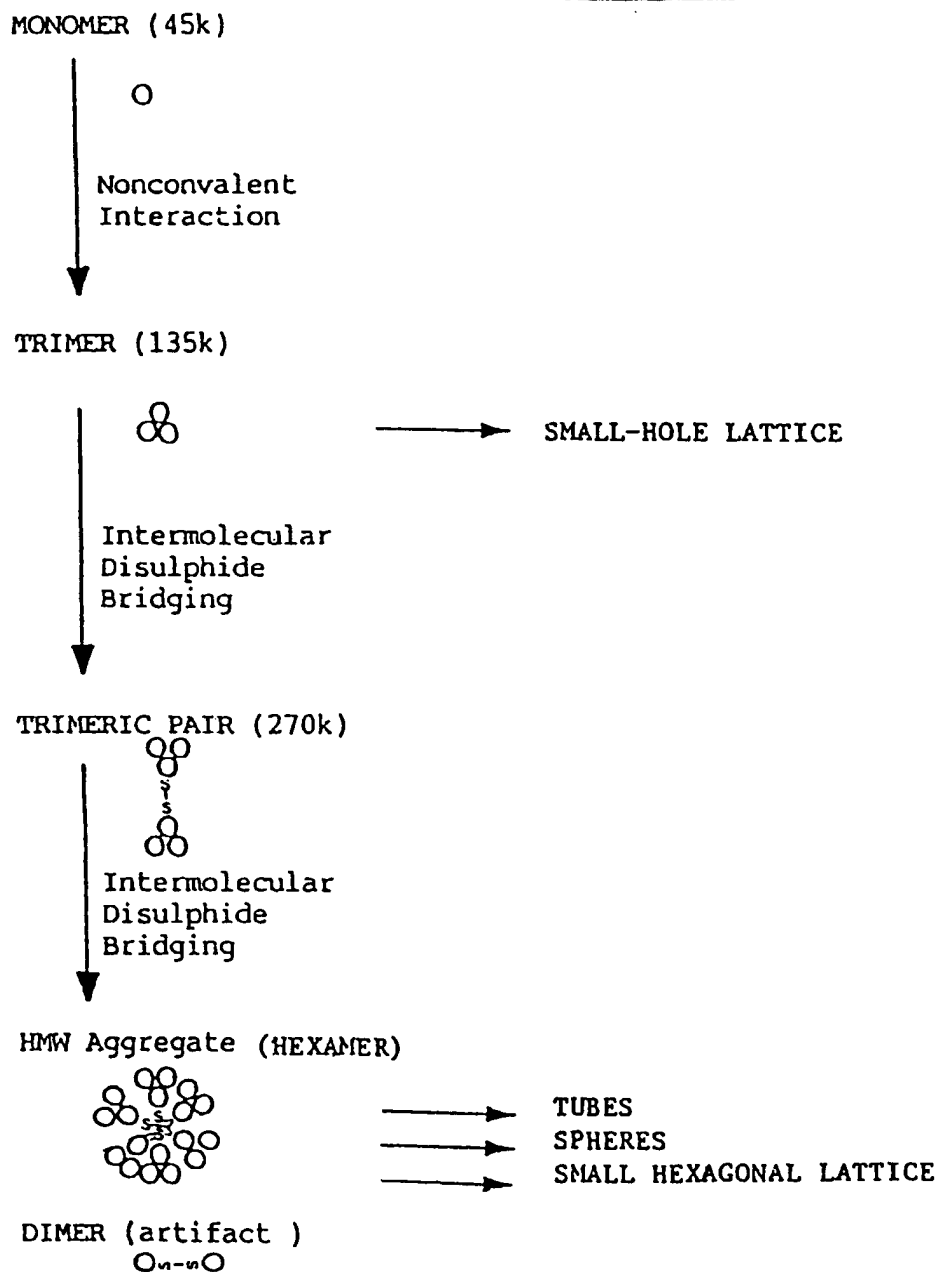 MONOMER (45k)
Nonconvalent
Interaction
TRIMER (135k)
SMALL-HOLE LATTICE
Intermolecular
Disulphide
Bridging
TRIMERIC PAIR (270k)
S
S
Intermolecular
Disulphide
Bridging
HMW Aggregate (HEXAMER)
TUBES
SPHERES
SMALL HEXAGONAL LATTICE
DIMER (artifact )
S-S